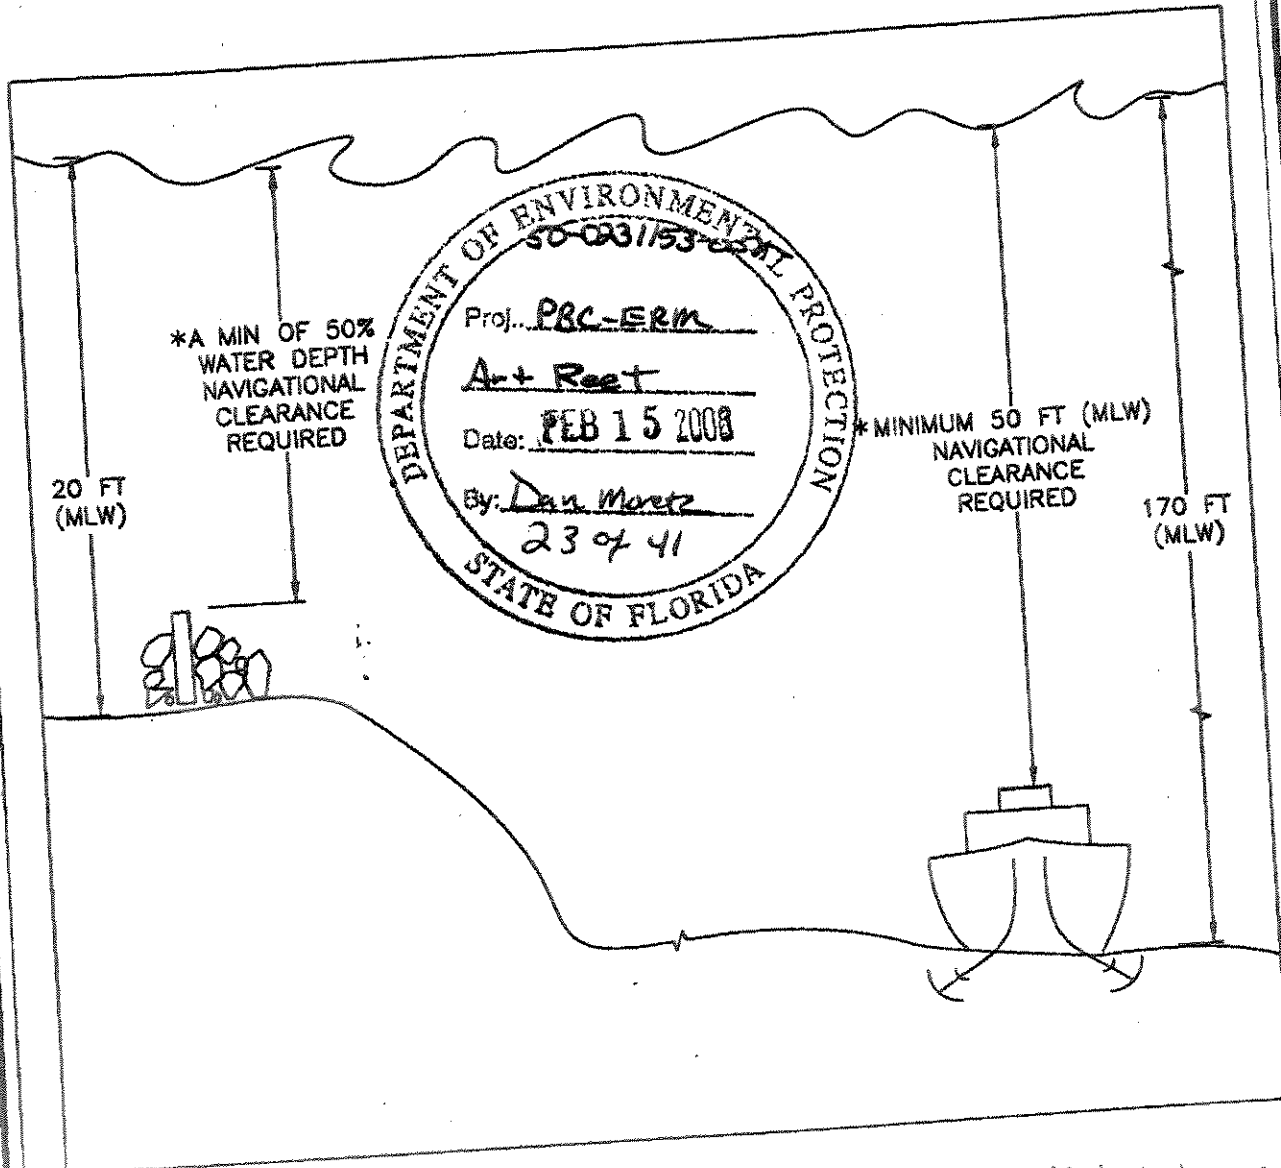 DEPARTMENT OF ENVIRONMENTAL PROTECTION
50-0231153-
Proj.. PBC-ERM
Art Reef
Date: FEB 15 2008
By: Dan Moretz
23 of 41
STATE OF FLORIDA
*A MIN OF 50%
WATER DEPTH
NAVIGATIONAL
CLEARANCE
REQUIRED
20 FT
(MLW)
*MINIMUM 50 FT (MLW)
NAVIGATIONAL
CLEARANCE
REQUIRED
170 FT
(MLW)